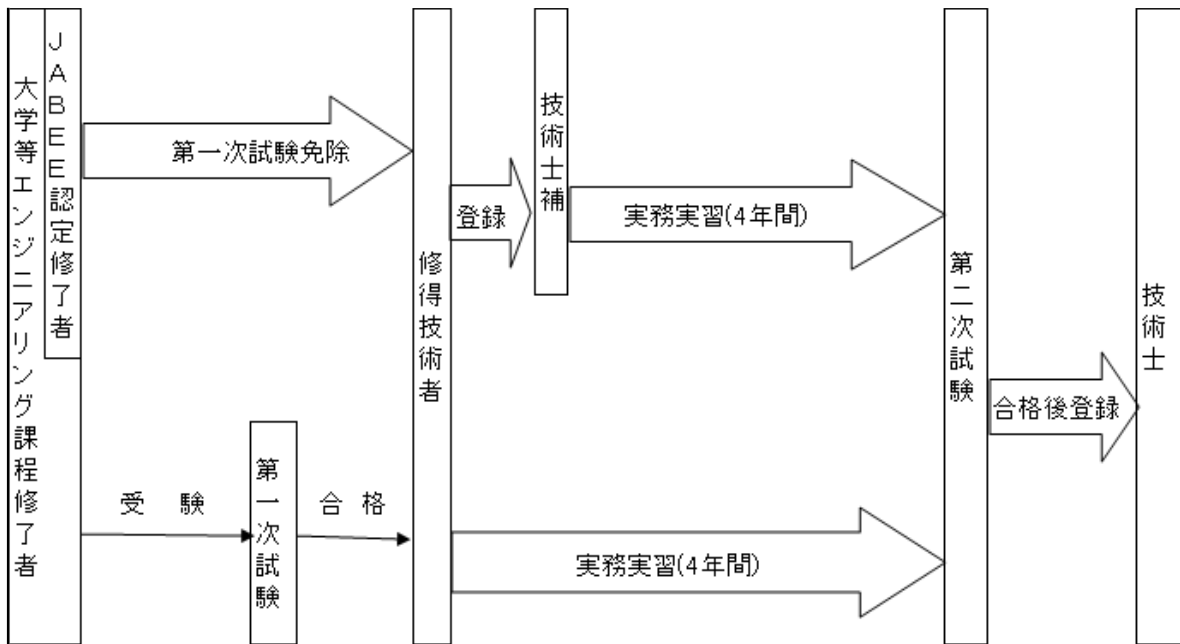 大学等エンジニアリング課程修了者
ＪＡＢＥＥ認定修了者
第一次試験免除
受　験
第一次試験
合 格
修得技術者
登録
技術士補
実務実習(4年間)
実務実習(4年間)
第二次試験
合格後登録
技術士